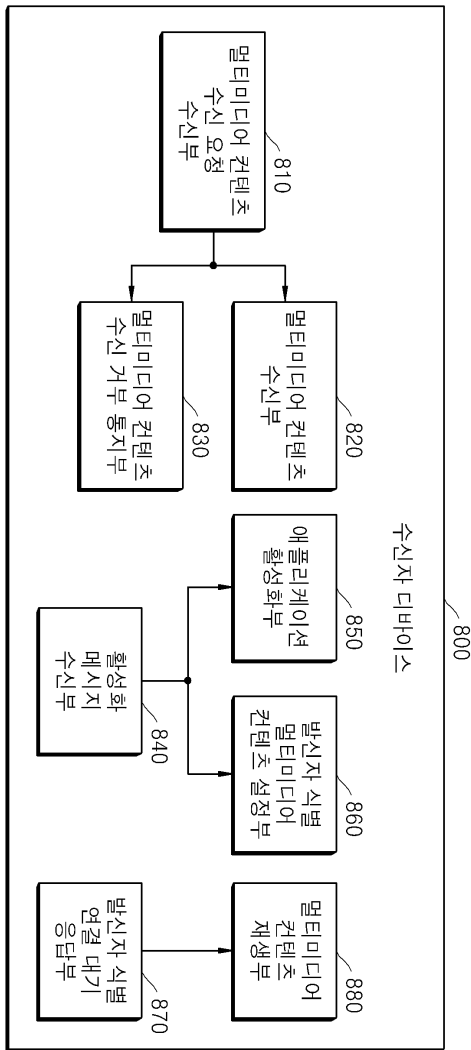 800
수신자 디바이스
810
멀티미디어 컨텐츠
수신 요청
수신부
820
멀티미디어 컨텐츠
수신부
830
멀티미디어 컨텐츠
수신 거부 통지부
850
애플리케이션
활성화부
840
활성화
메시지
수신부
860
발신자 식별
멀티미디어
컨텐츠 설정부
880
멀티미디어
컨텐츠
재생부
870
발신자 식별
연결 대기
응답부